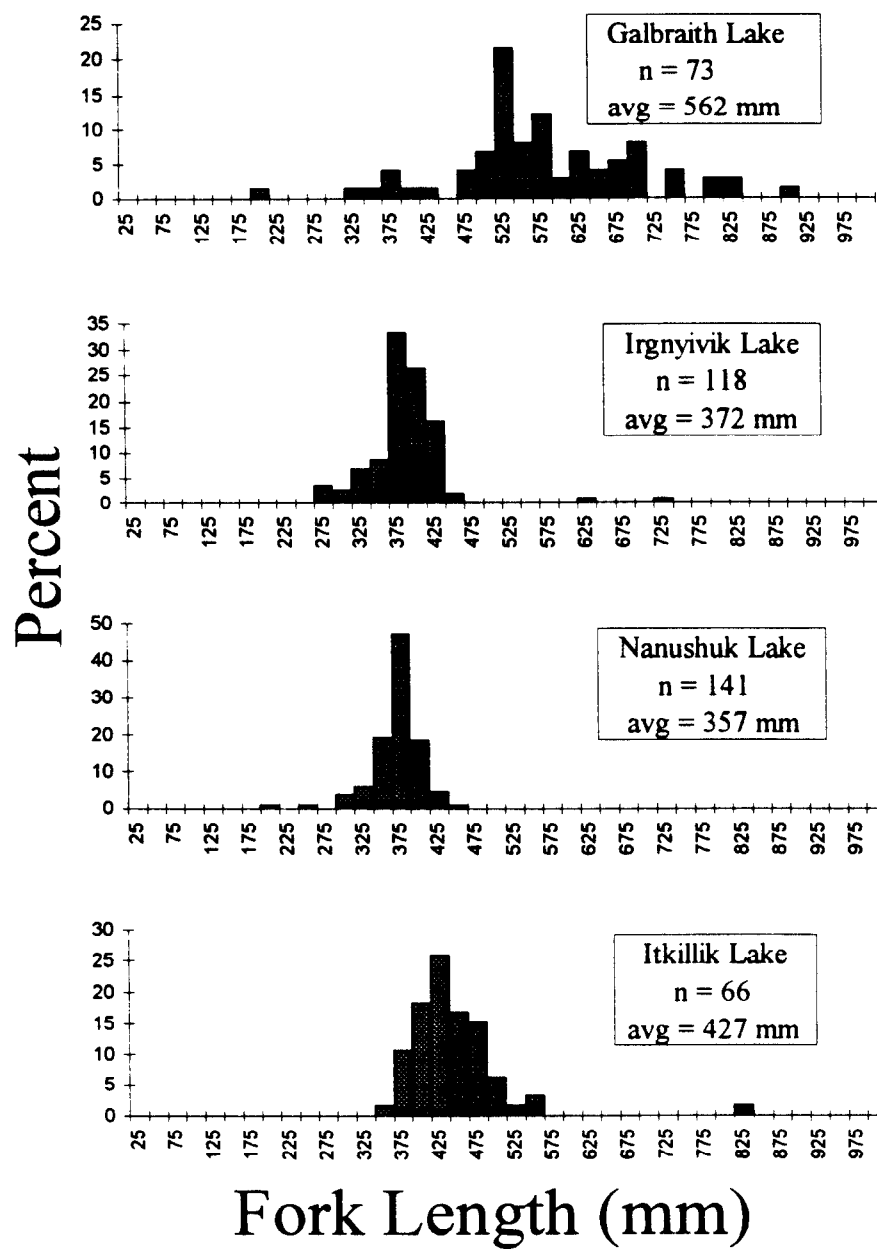 25
20
15
10
5
0
Galbraith Lake
n = 73
avg = 562 mm
25 75 125 175 225 275 325 375 425 475 525 575 625 675 725 775 825 875 925 975
35
30
25
20
15
10
5
0
Irgnyivik Lake
n = 118
avg = 372 mm
25 75 125 175 225 275 325 375 425 475 525 575 625 675 725 775 825 875 925 975
Percent
50
40
30
20
10
0
Nanushuk Lake
n = 141
avg = 357 mm
25 75 125 175 225 275 325 375 425 475 525 575 625 675 725 775 825 875 925 975
30
25
20
15
10
5
0
Itkillik Lake
n = 66
avg = 427 mm
25 75 125 175 225 275 325 375 425 475 525 575 625 675 725 775 825 875 925 975
Fork Length (mm)